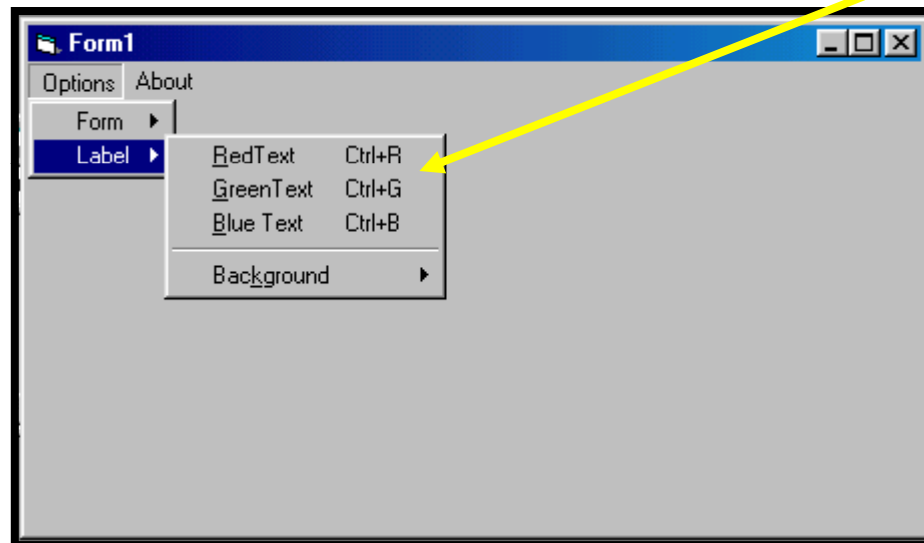 Form1
Options About
Form
Label
RedText Ctrl+R
GreenText Ctrl+G
Blue Text Ctrl+B
Background